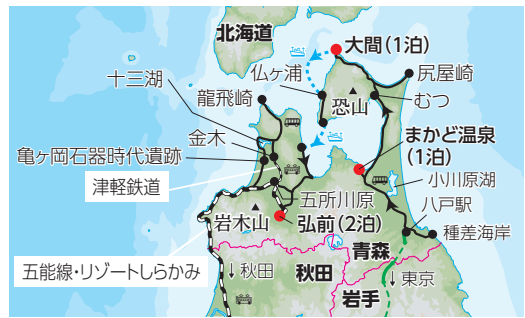 北海道
大間(1泊)
仏ヶ浦
尻屋崎
十三湖
龍飛崎
恐山
むつ
金木
亀ヶ岡石器時代遺跡
まかど温泉
(1泊)
津軽鉄道
小川原湖
五所川原
八戸駅
岩木山
弘前(2泊)
種差海岸
青森
五能線・リゾートしらかみ
↓秋田
秋田
↓東京
岩手